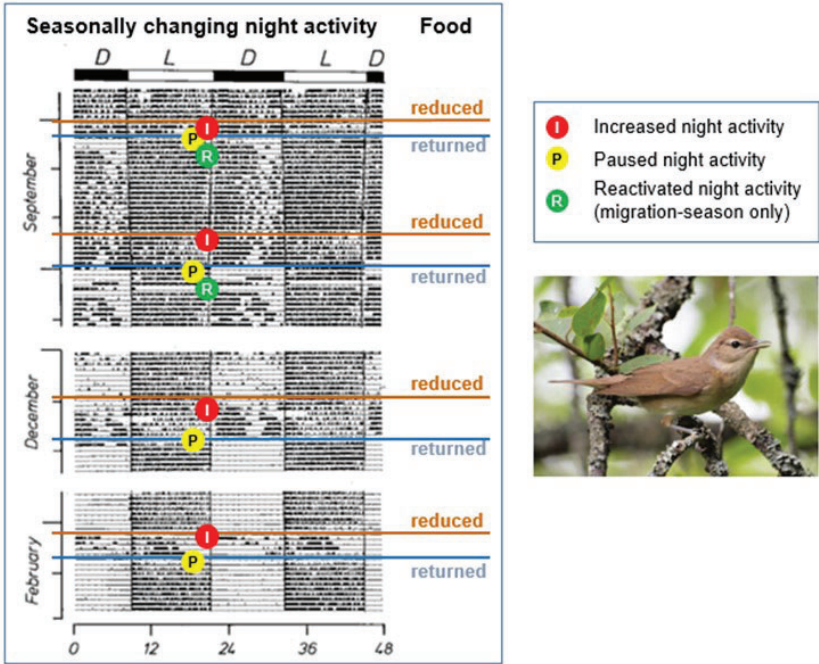 Seasonally changing night activity Food
D L D L D
reduced
I
P
returned
R
September
reduced
I
P
returned
R
December
reduced
I
P
returned
February
reduced
I
P
returned
0 12 24 36 48
I Increased night activity
P Paused night activity
R Reactivated night activity
(migration-season only)